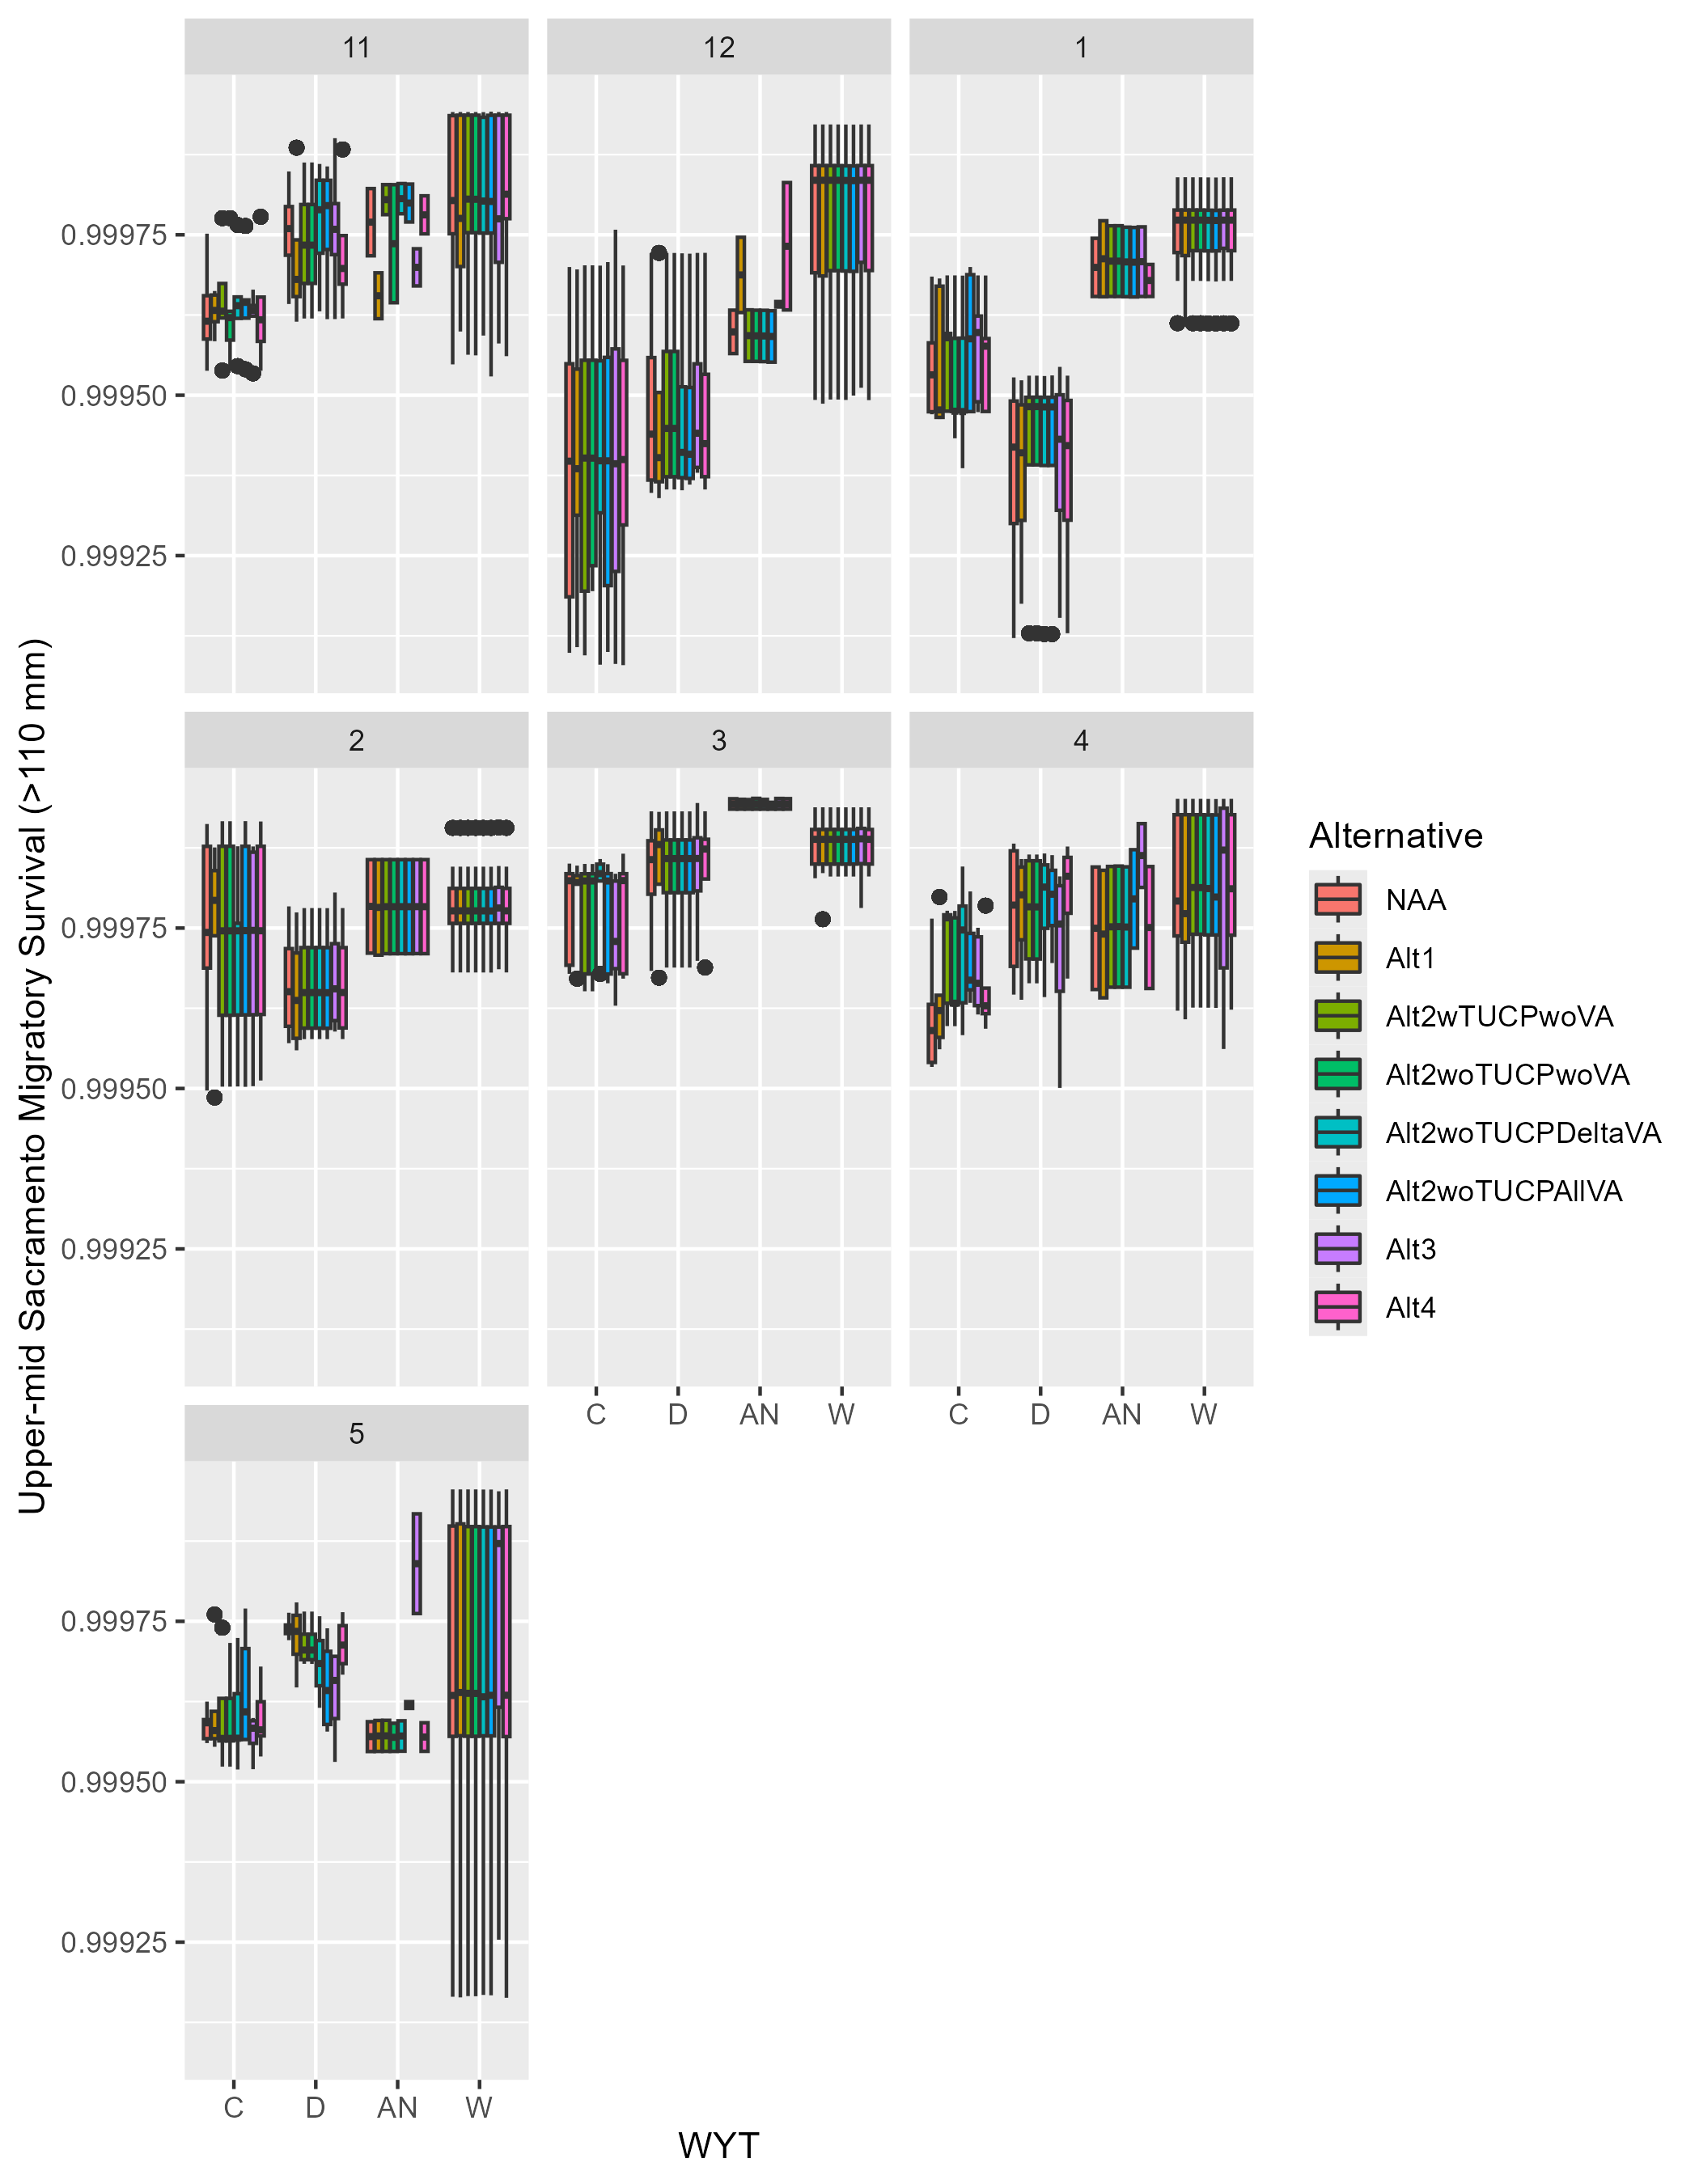 11
12
1
0.99975
0.99950
0.99925
2
3
4
0.99975
0.99950
0.99925
C D AN W
C D AN W
5
0.99975
0.99950
0.99925
C D AN W
WYT
Upper-mid Sacramento Migratory Survival (>110 mm)
Alternative
NAA
Alt1
Alt2wTUCPwoVA
Alt2woTUCPwoVA
Alt2woTUCPDeltaVA
Alt2woTUCPAllVA
Alt3
Alt4